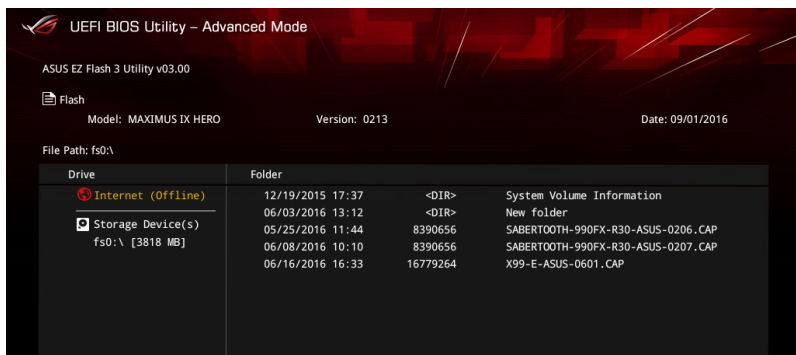 UEFI BIOS Utility – Advanced Mode
ASUS EZ Flash 3 Utility v03.00
Flash
Model: MAXIMUS IX HERO Version: 0213 Date: 09/01/2016
File Path: fs0:\
Drive Folder
Internet (Offline) 12/19/2015 17:37 <DIR> System Volume Information
06/03/2016 13:12 <DIR> New folder
Storage Device(s) 05/25/2016 11:44 8390656 SABERTOOTH-990FX-R30-ASUS-0206.CAP
fs0:\ [3818 MB] 06/08/2016 10:10 8390656 SABERTOOTH-990FX-R30-ASUS-0207.CAP
06/16/2016 16:33 16779264 X99-E-ASUS-0601.CAP